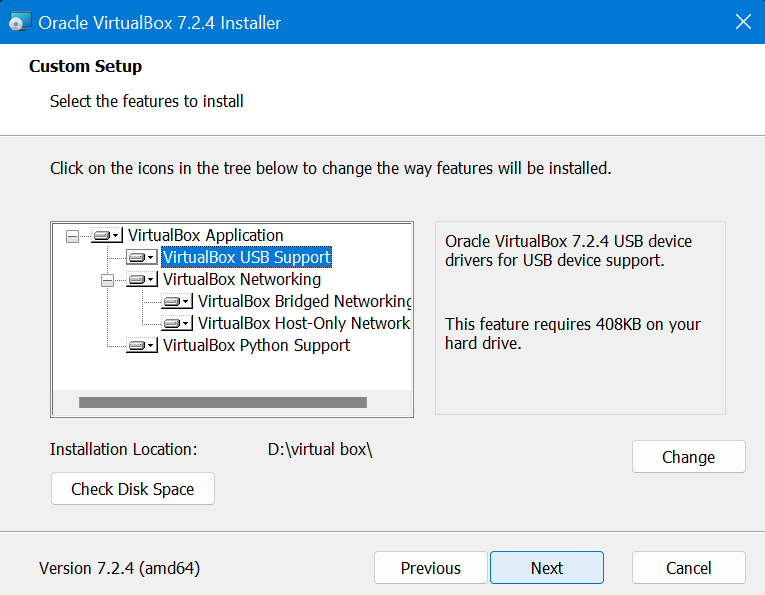 Oracle VirtualBox 7.2.4 Installer
Custom Setup
Select the features to install
Click on the icons in the tree below to change the way features will be installed.
VirtualBox Application
VirtualBox USB Support
VirtualBox Networking
VirtualBox Bridged Networking
VirtualBox Host-Only Network
VirtualBox Python Support
Oracle VirtualBox 7.2.4 USB device
drivers for USB device support.
This feature requires 408KB on your
hard drive.
Installation Location: D:\virtual box\
Change
Check Disk Space
Version 7.2.4 (amd64)
Previous
Next
Cancel